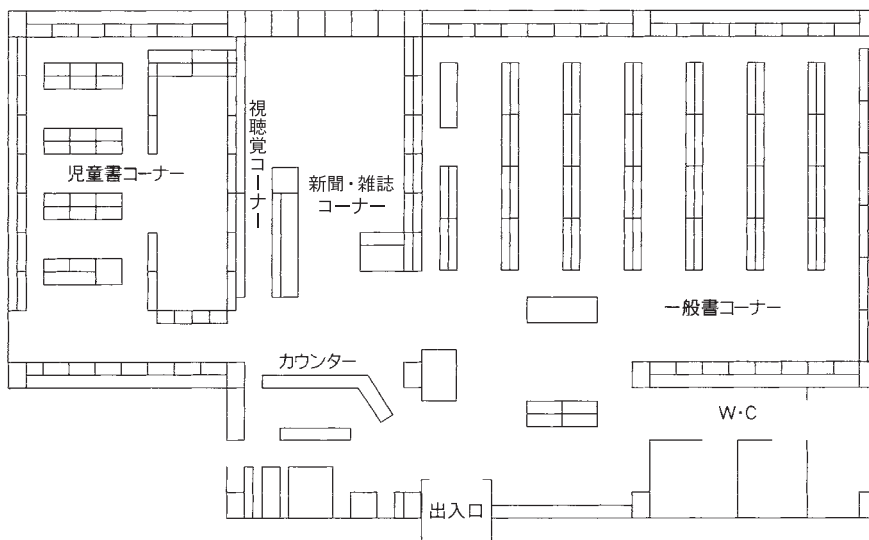 児童書コーナー
視聴覚コーナー
新聞・雑誌
コーナー
一般書コーナー
カウンター
W・C
出入口